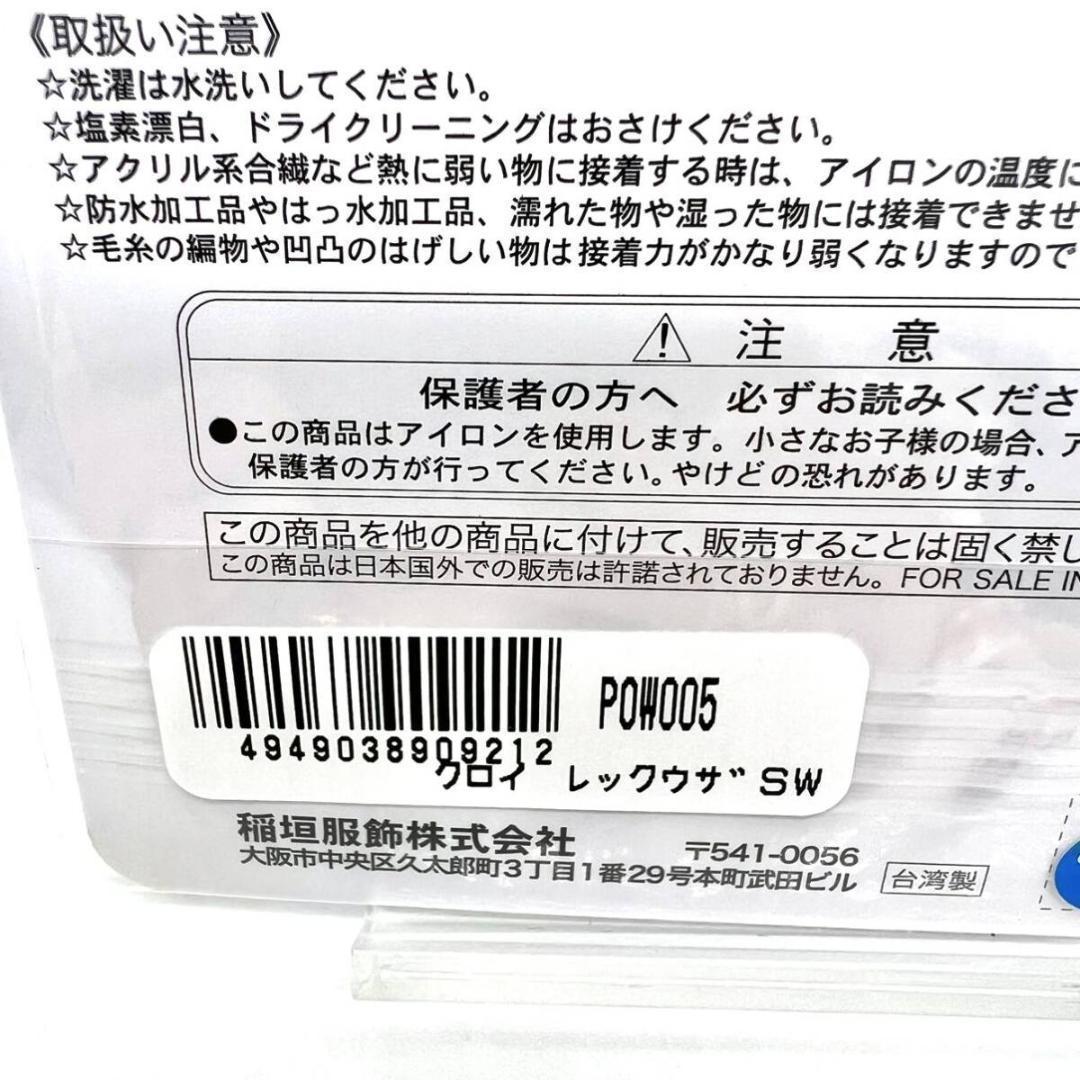 《取扱い注意》
☆洗濯は水洗いしてください。
☆塩素漂白、ドライクリーニングはおさけください。
☆アクリル系合繊など熱に弱い物に接着する時は、アイロンの温度に
☆防水加工品やはっ水加工品、濡れた物や湿った物には接着できませ
☆毛糸の編物や凹凸のはげしい物は接着力がかなり弱くなりますので
注 意
保護者の方へ 必ずお読みくださ
●この商品はアイロンを使用します。小さなお子様の場合、ア
保護者の方が行ってください。やけどの恐れがあります。
この商品を他の商品に付けて、販売することは固く禁し
この商品は日本国外での販売は許諾されておりません。FOR SALE IN
POW005
4949038909212
クロイ レックウザ SW
稲垣服飾株式会社
〒541-0056
大阪市中央区久太郎町3丁目1番29号本町武田ビル
台湾製